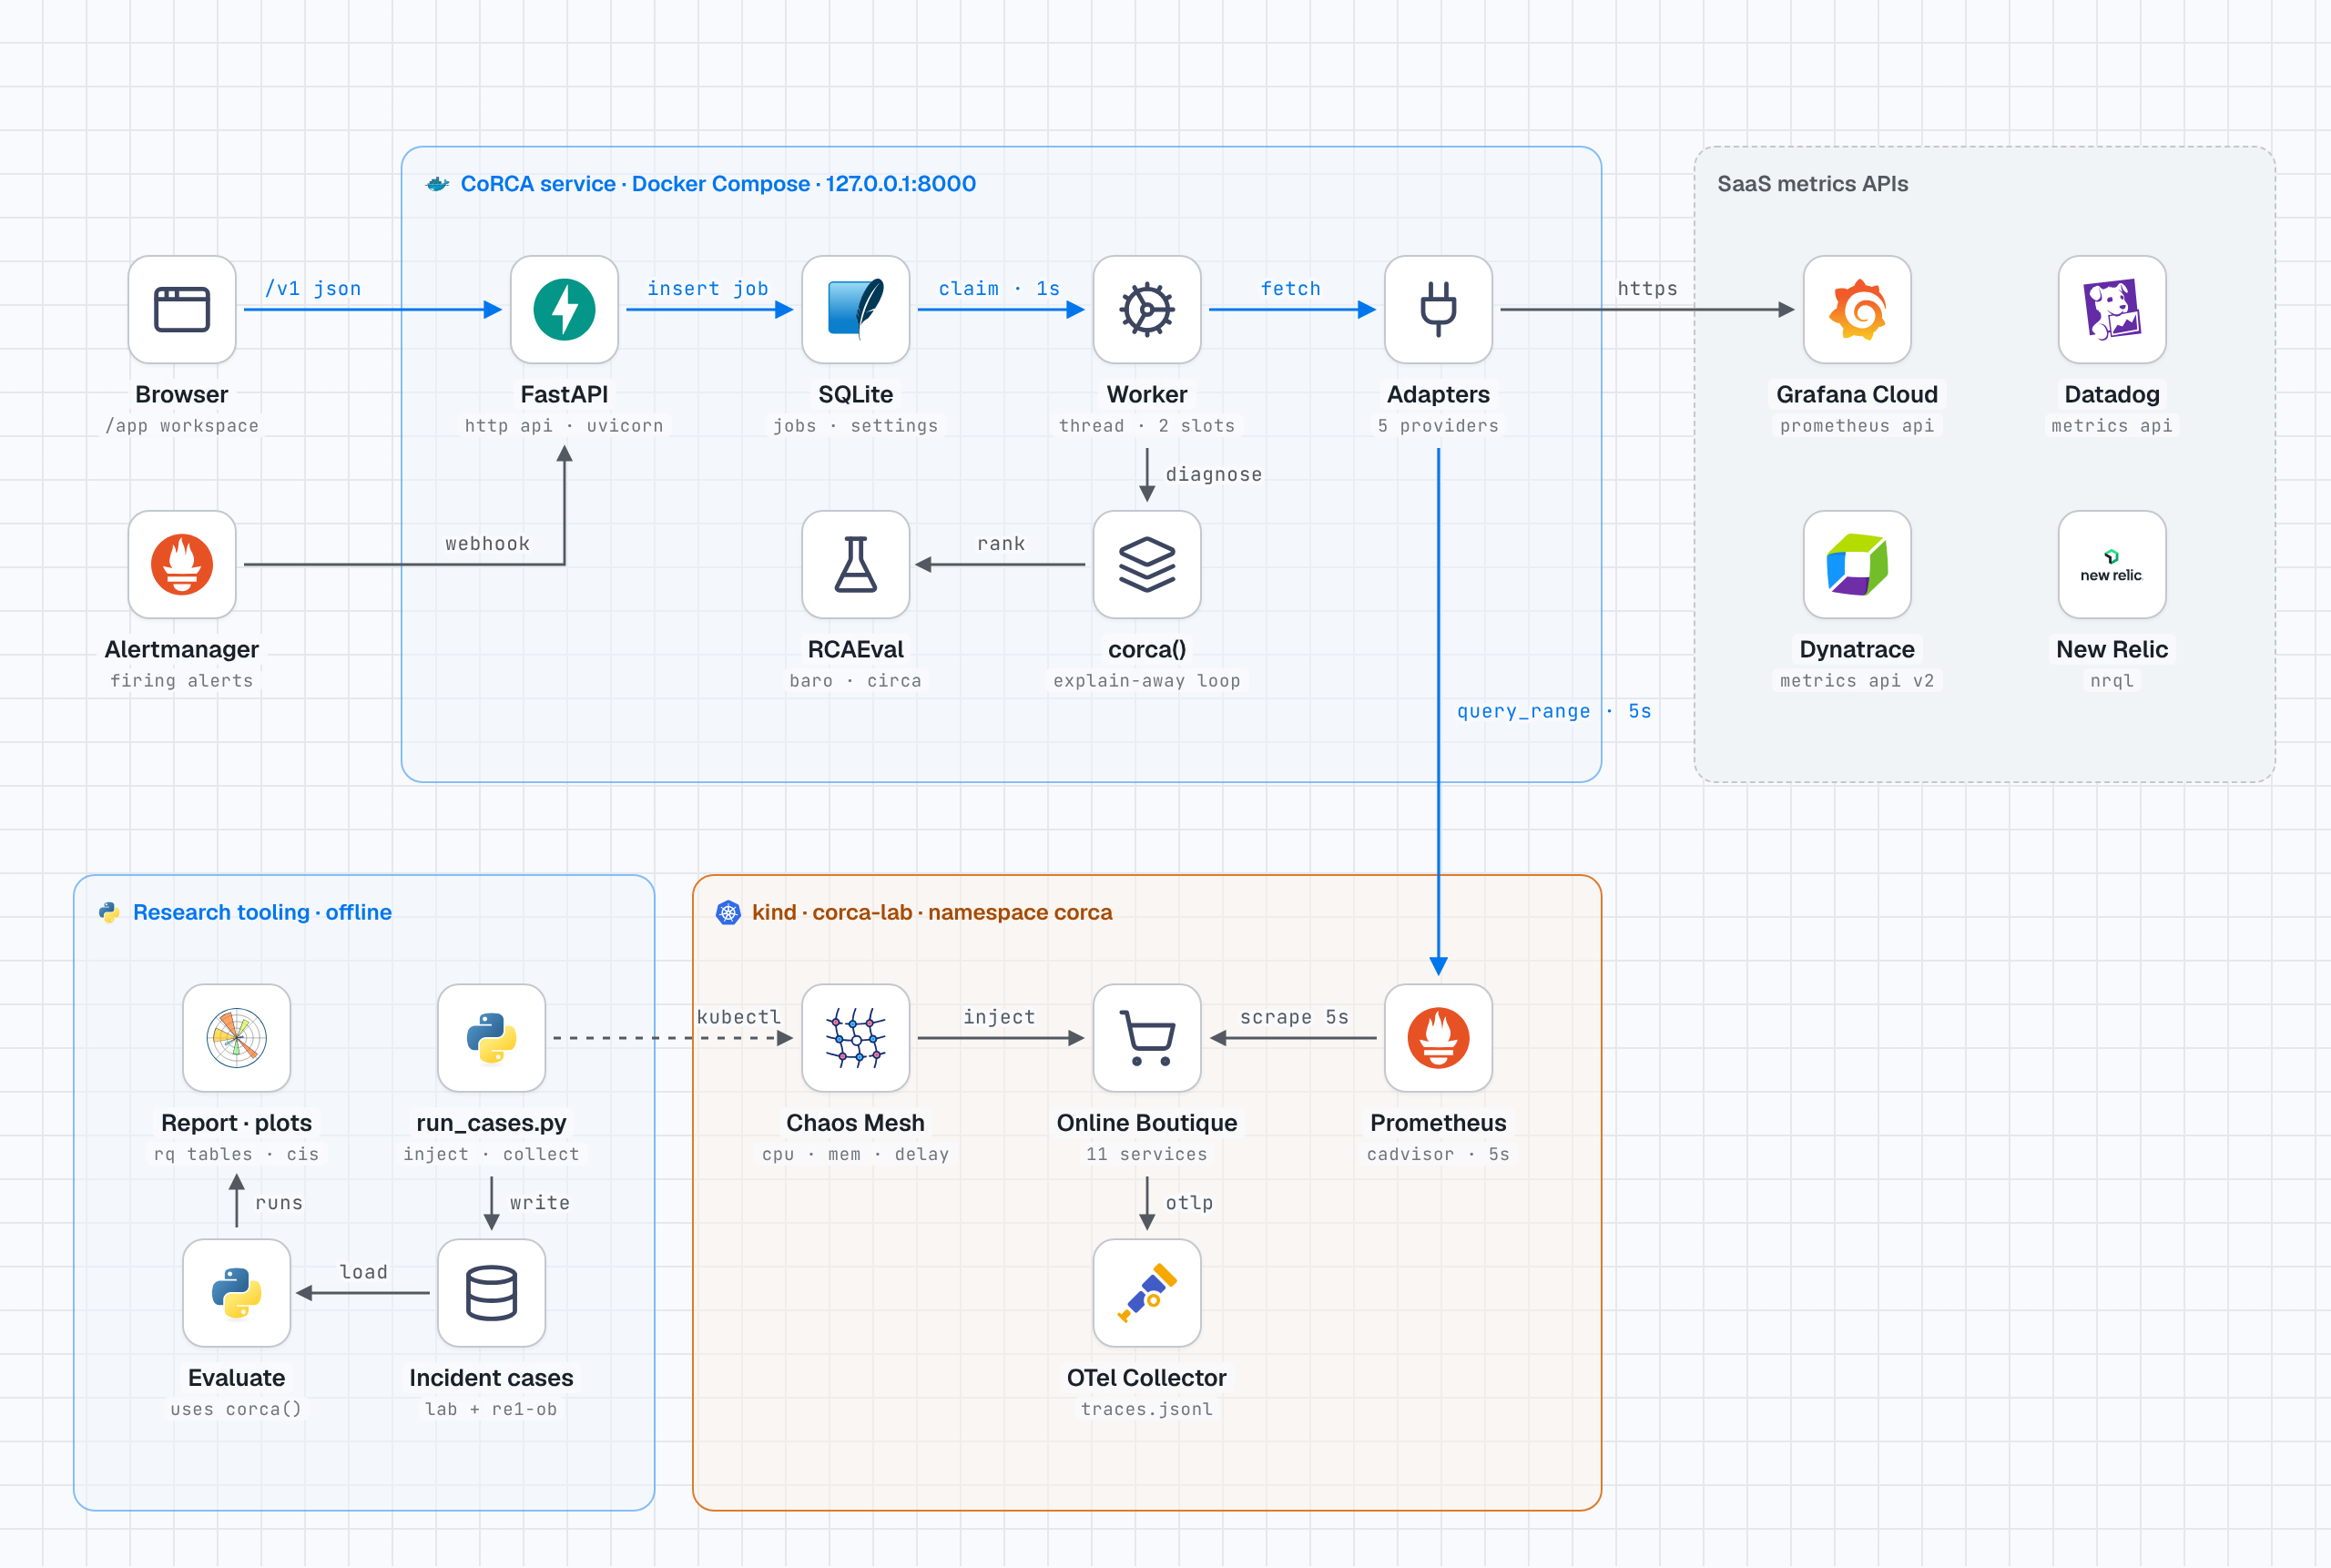 CoRCA service · Docker Compose · 127.0.0.1:8000
SaaS metrics APIs
/v1 json
insert job
claim · 1s
fetch
https
Browser
/app workspace
FastAPI
http api · uvicorn
SQLite
jobs · settings
Worker
thread · 2 slots
Adapters
5 providers
Grafana Cloud
prometheus api
Datadog
metrics api
diagnose
webhook
rank
new relic
Alertmanager
firing alerts
RCAEval
baro · circa
corca()
explain-away loop
Dynatrace
metrics api v2
New Relic
nrql
query_range · 5s
Research tooling · offline
kind · corca-lab · namespace corca
kubectl
inject
scrape 5s
Report · plots
rq tables · cis
run_cases.py
inject · collect
Chaos Mesh
cpu · mem · delay
Online Boutique
11 services
Prometheus
cadvisor · 5s
runs
write
otlp
load
Evaluate
uses corca()
Incident cases
lab + re1-ob
OTel Collector
traces.jsonl